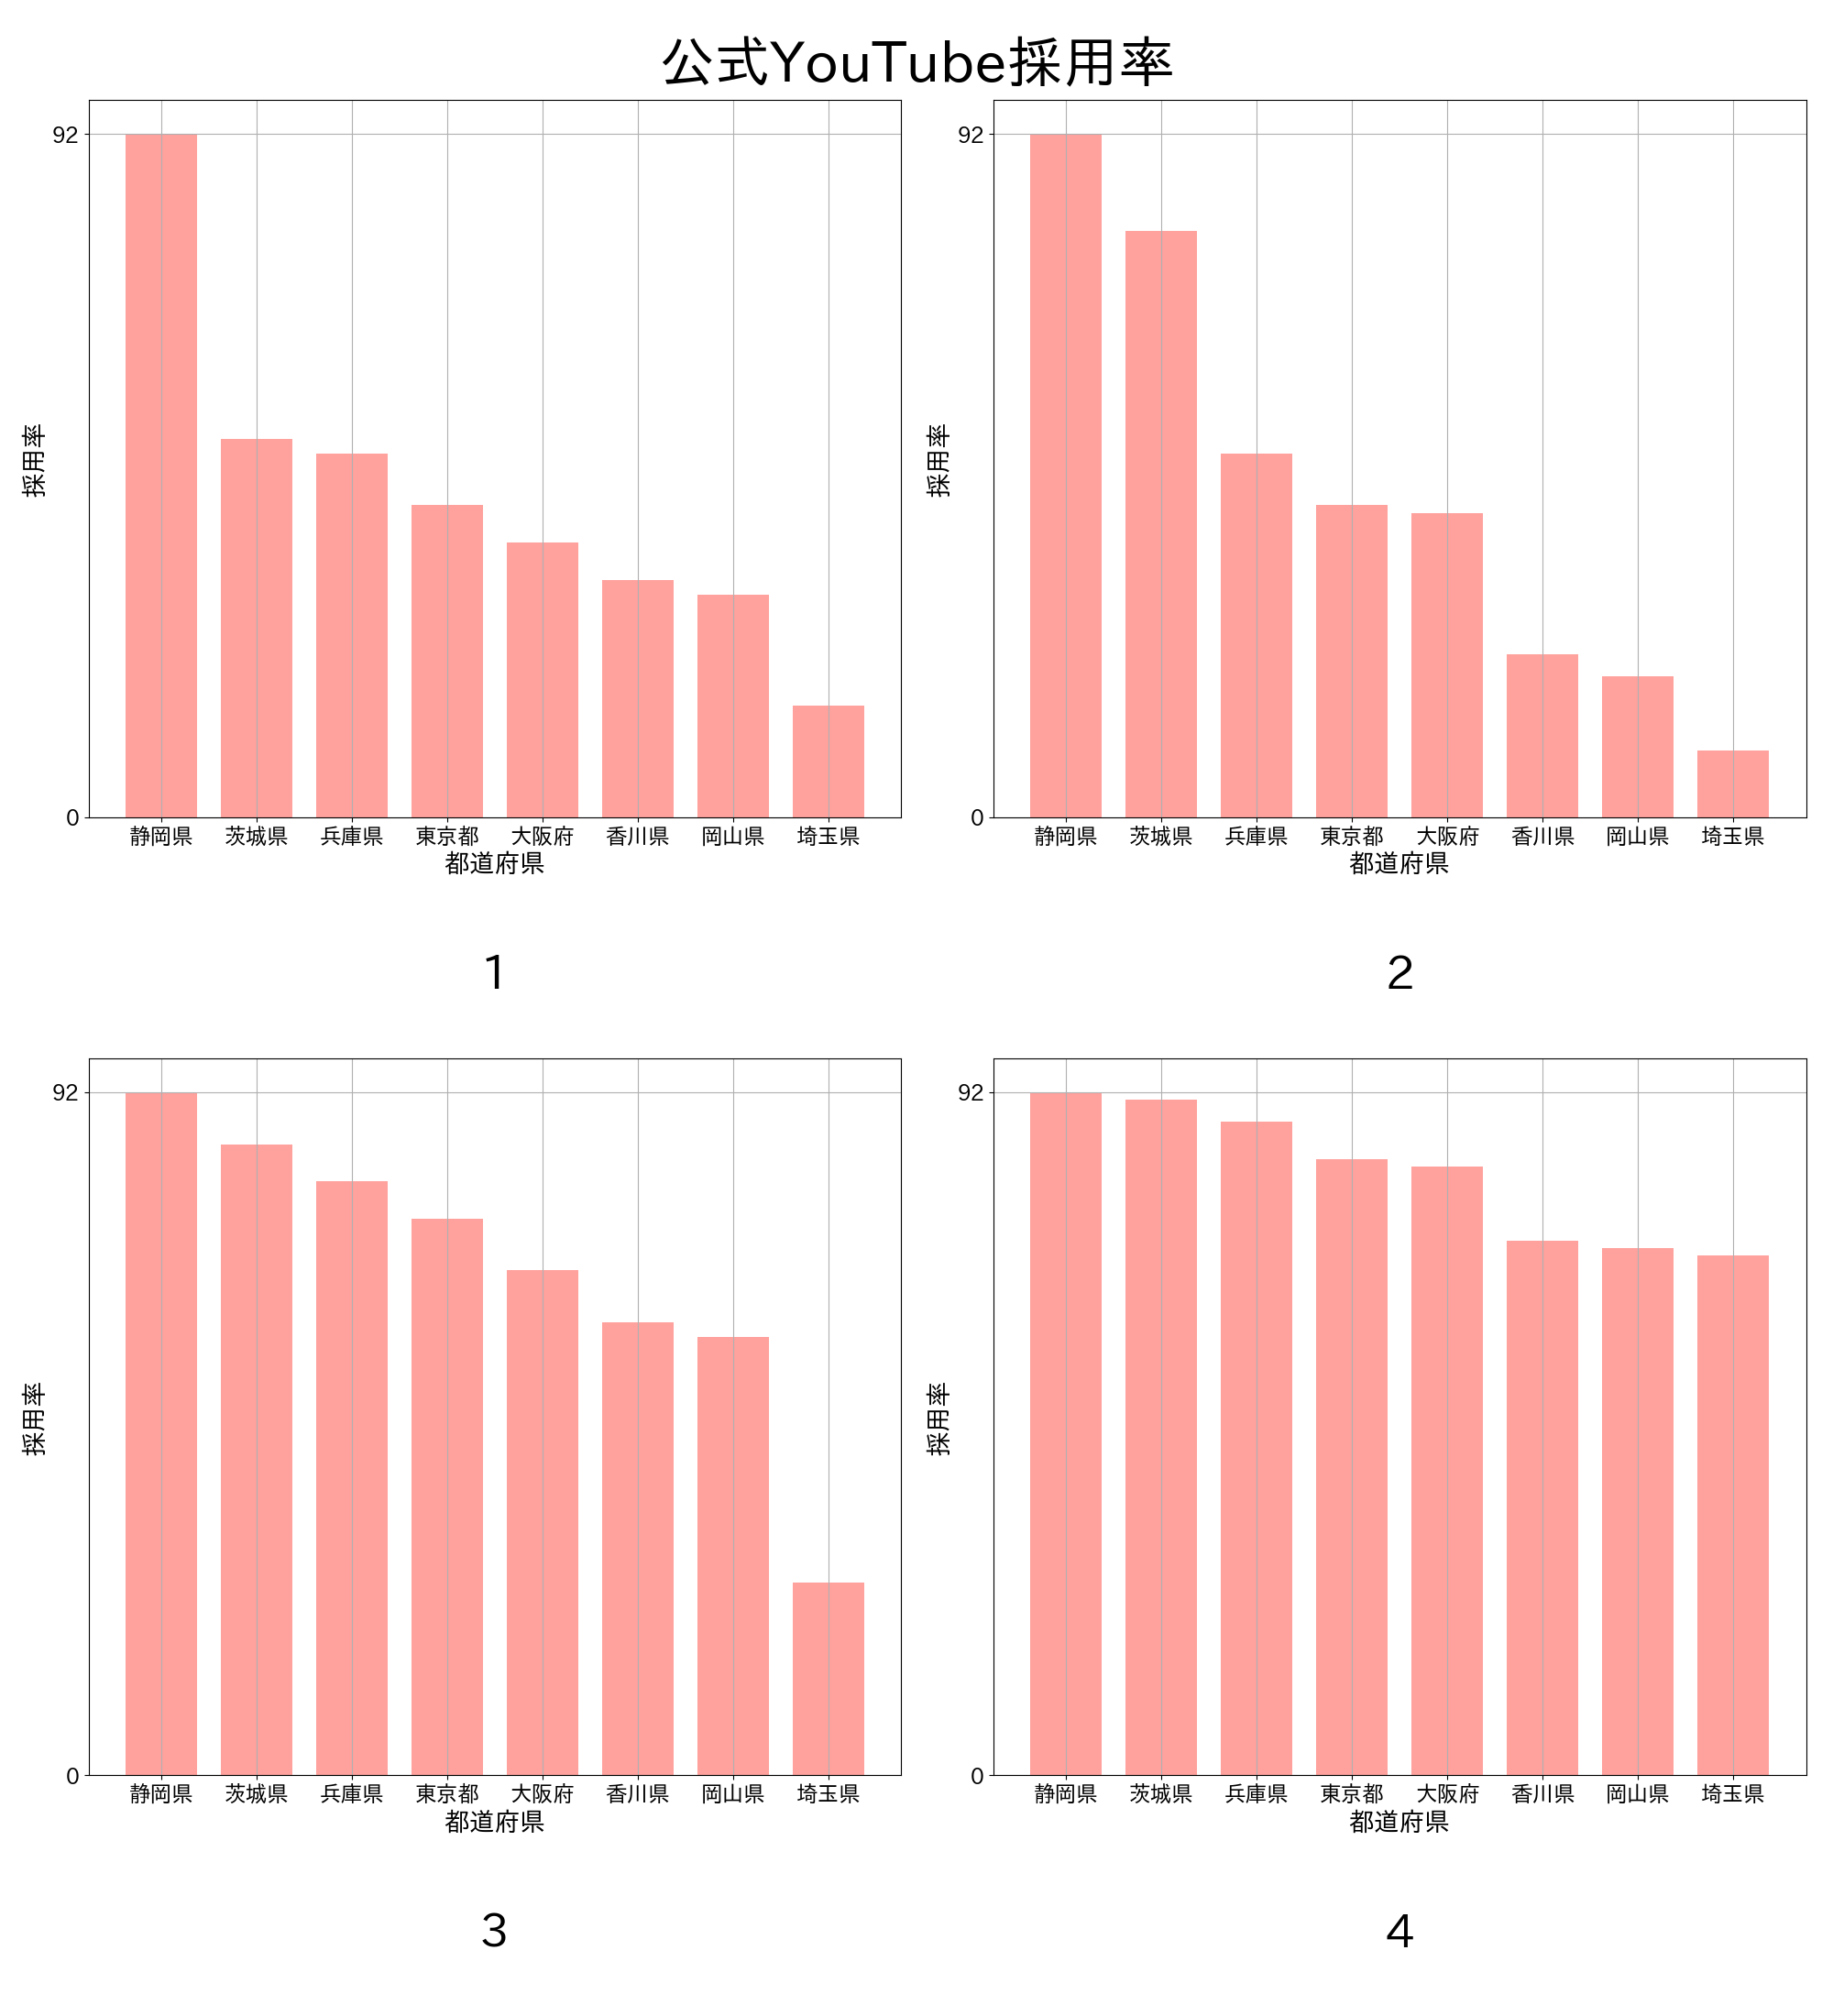 公式YouTube採用率
92
採用率
0
静岡県 茨城県 兵庫県 東京都 大阪府 香川県 岡山県 埼玉県
都道府県
1
92
採用率
0
静岡県 茨城県 兵庫県 東京都 大阪府 香川県 岡山県 埼玉県
都道府県
2
92
採用率
0
静岡県 茨城県 兵庫県 東京都 大阪府 香川県 岡山県 埼玉県
都道府県
3
92
採用率
0
静岡県 茨城県 兵庫県 東京都 大阪府 香川県 岡山県 埼玉県
都道府県
4